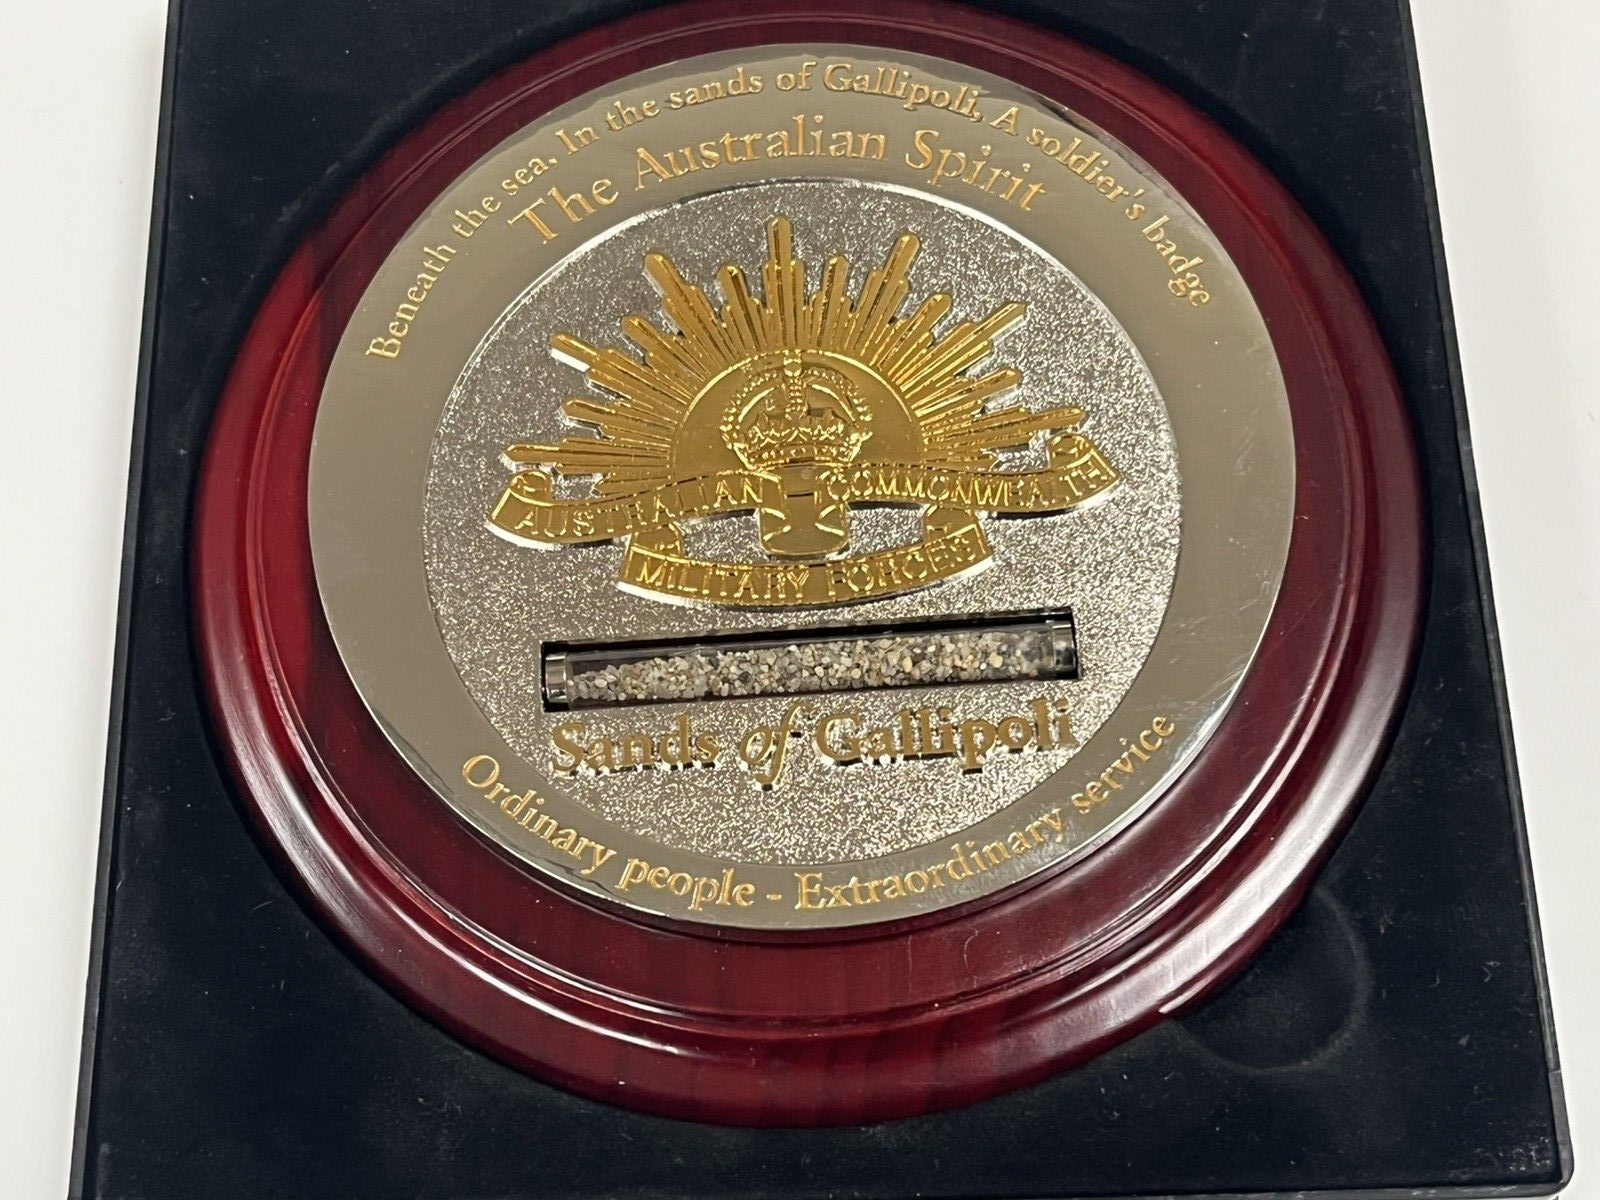 Beneath the sea, In the sands of Gallipoli, A soldier's badge
The Australian Spirit
AUSTRALIAN COMMONWEALTH
MILITARY FORCES
Sands of Gallipoli
Ordinary people - Extraordinary service